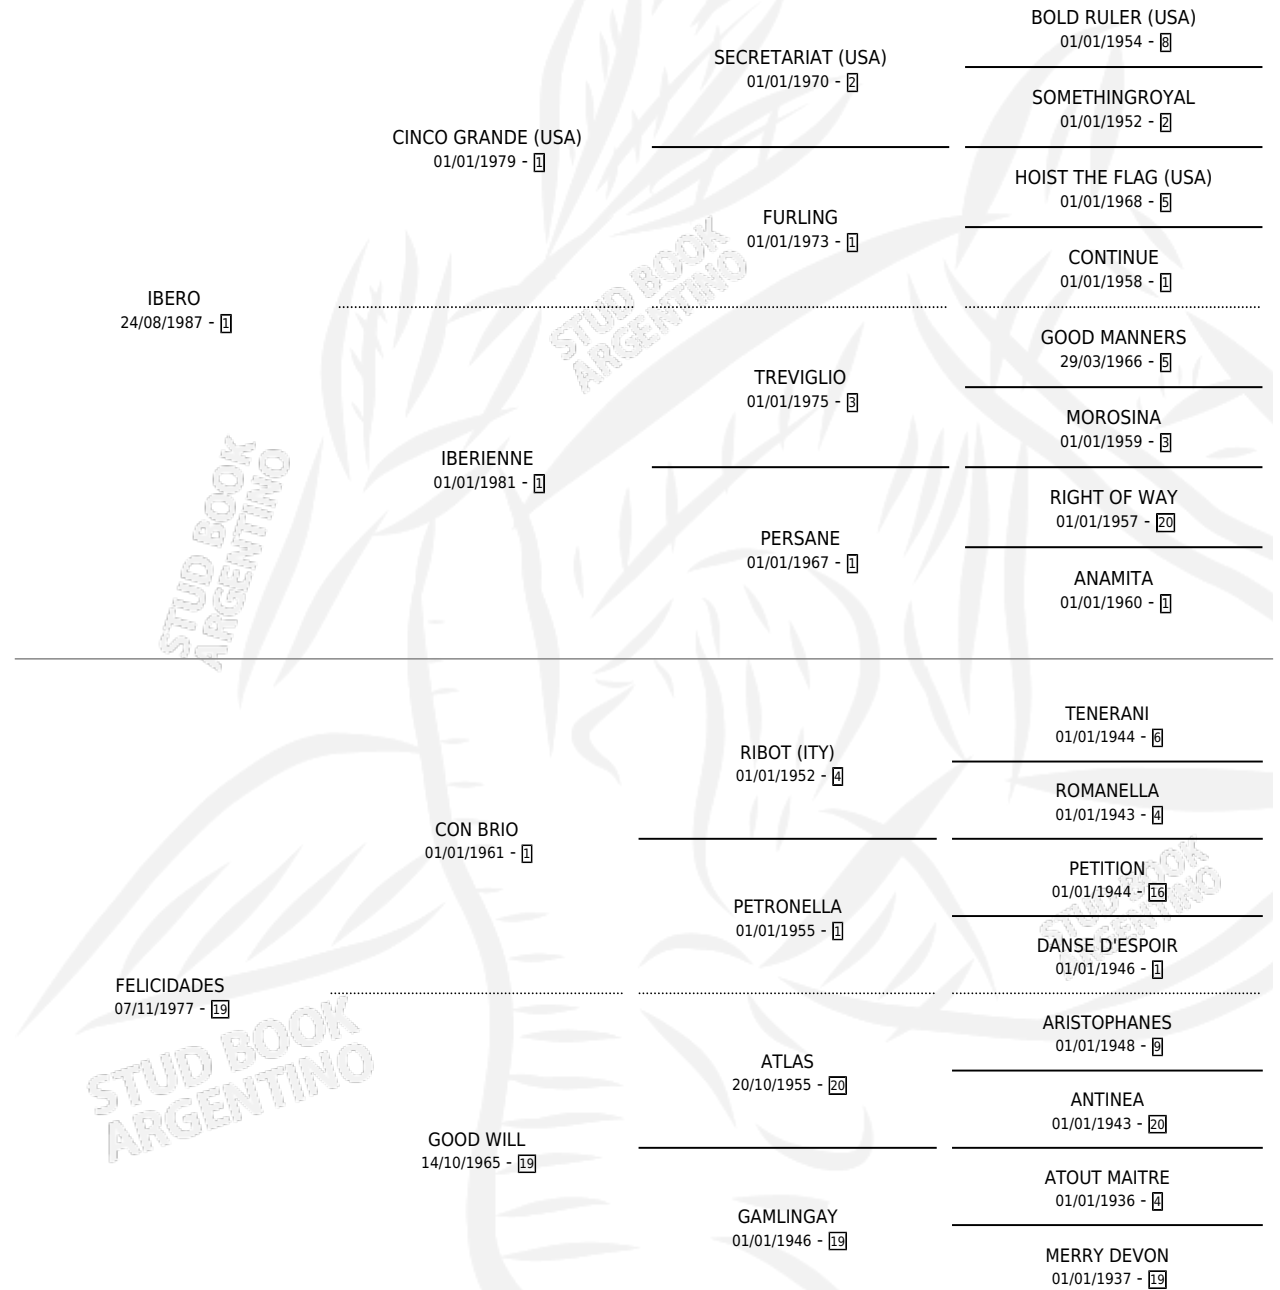 BOLD RULER (USA)
01/01/1954 - 8
SECRETARIAT (USA)
01/01/1970 - 2
SOMETHINGROYAL
01/01/1952 - 2
CINCO GRANDE (USA)
01/01/1979 - 1
HOIST THE FLAG (USA)
01/01/1968 - 5
FURLING
01/01/1973 - 1
CONTINUE
01/01/1958 - 1
IBERO
24/08/1987 - 1
GOOD MANNERS
29/03/1966 - 5
TREVIGLIO
01/01/1975 - 3
MOROSINA
01/01/1959 - 3
IBERIENNE
01/01/1981 - 1
RIGHT OF WAY
01/01/1957 - 20
PERSANE
01/01/1967 - 1
ANAMITA
01/01/1960 - 1
STUD BOOK
ARGENTINO
STUD BOOK
ARGENTINO
TENERANI
01/01/1944 - 6
RIBOT (ITY)
01/01/1952 - 4
ROMANELLA
01/01/1943 - 4
CON BRIO
01/01/1961 - 1
PETITION
01/01/1944 - 16
PETRONELLA
01/01/1955 - 1
DANSE D'ESPOIR
01/01/1946 - 1
FELICIDADES
07/11/1977 - 19
ARISTOPHANES
01/01/1948 - 9
ATLAS
20/10/1955 - 20
ANTINEA
01/01/1943 - 20
GOOD WILL
14/10/1965 - 19
ATOUT MAITRE
01/01/1936 - 4
GAMLINGAY
01/01/1946 - 19
MERRY DEVON
01/01/1937 - 19
STUD BOOK
ARGENTINO
STUD BOOK
ARGENTINO